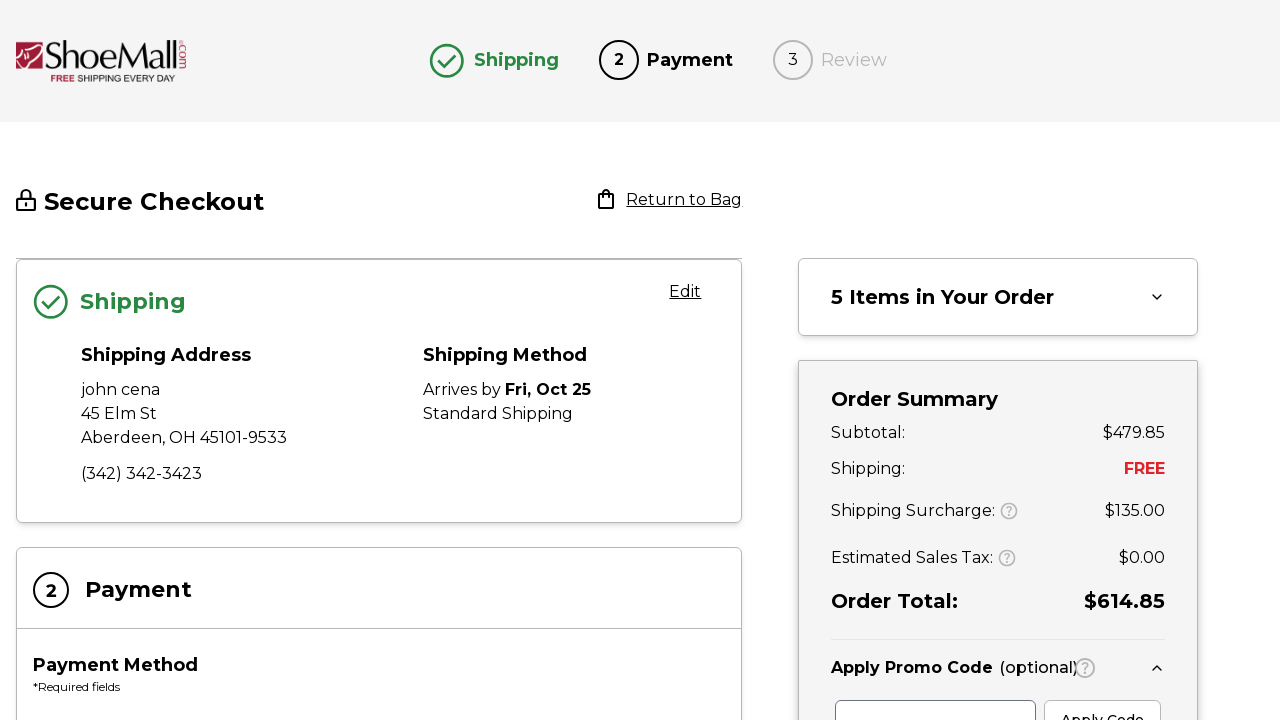 ShoeMall.com
FREE SHIPPING EVERY DAY
Shipping
2 Payment
3 Review
Secure Checkout
Return to Bag
Shipping
Edit
Shipping Address
john cena
45 Elm St
Aberdeen, OH 45101-9533
(342) 342-3423
Shipping Method
Arrives by Fri, Oct 25
Standard Shipping
2 Payment
Payment Method
*Required fields
5 Items in Your Order
Order Summary
Subtotal: $479.85
Shipping: FREE
Shipping Surcharge: ? $135.00
Estimated Sales Tax: ? $0.00
Order Total: $614.85
Apply Promo Code (optional) ?
Apply Code